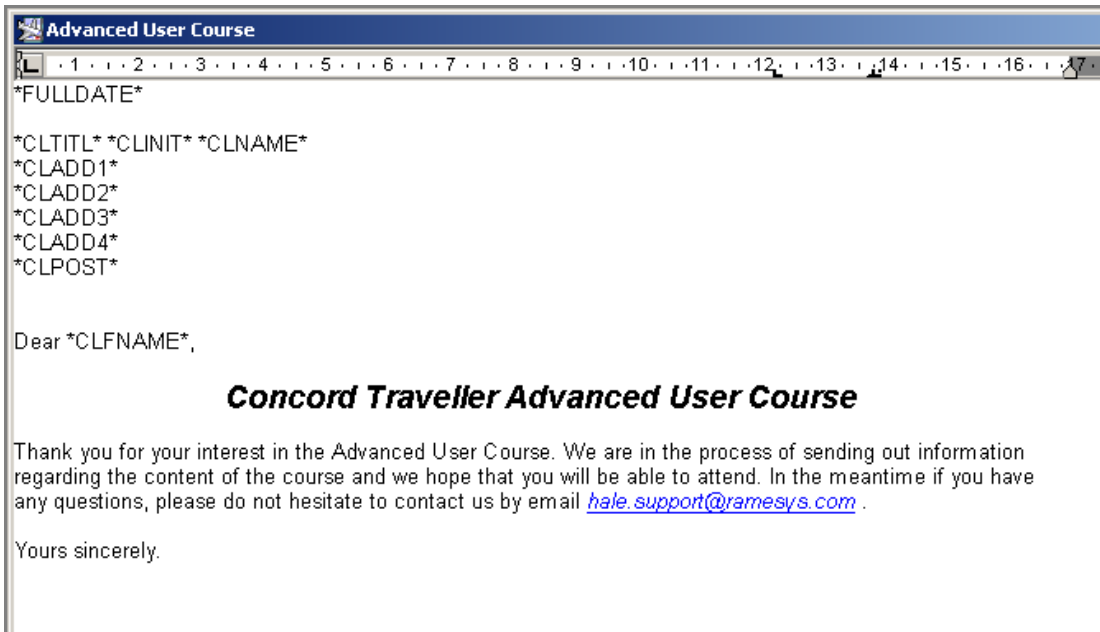 Advanced User Course
1 2 3 4 5 6 7 8 9 10 11 12 13 14 15 16 17
*FULLDATE*
*CLTITL* *CLINIT* *CLNAME*
*CLADD1*
*CLADD2*
*CLADD3*
*CLADD4*
*CLPOST*
Dear *CLFNAME*,
Concord Traveller Advanced User Course
Thank you for your interest in the Advanced User Course. We are in the process of sending out information
regarding the content of the course and we hope that you will be able to attend. In the meantime if you have
any questions, please do not hesitate to contact us by email hale.support@ramesys.com .
Yours sincerely.